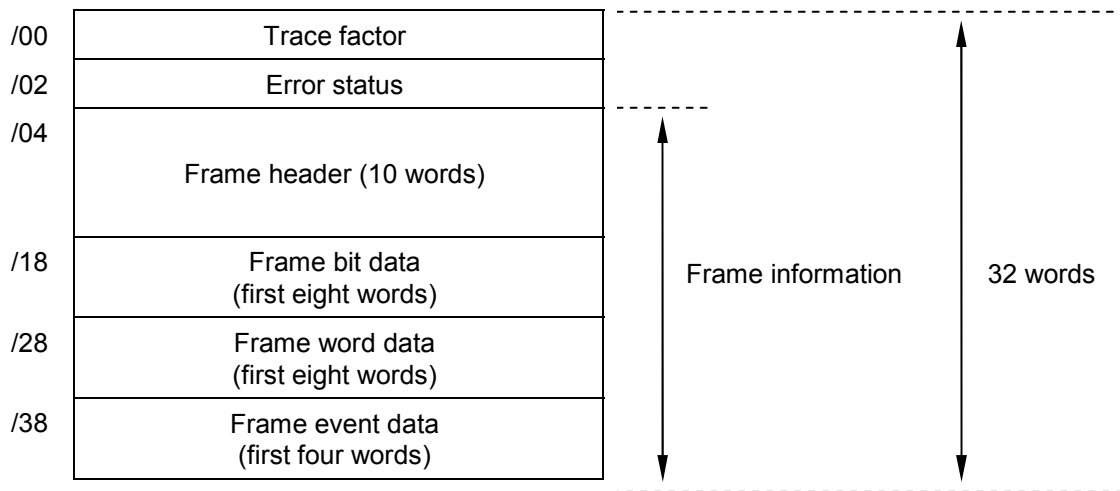 /00 Trace factor
/02 Error status
/04
Frame header (10 words)
/18 Frame bit data
(first eight words)
Frame information
32 words
/28 Frame word data
(first eight words)
/38 Frame event data
(first four words)